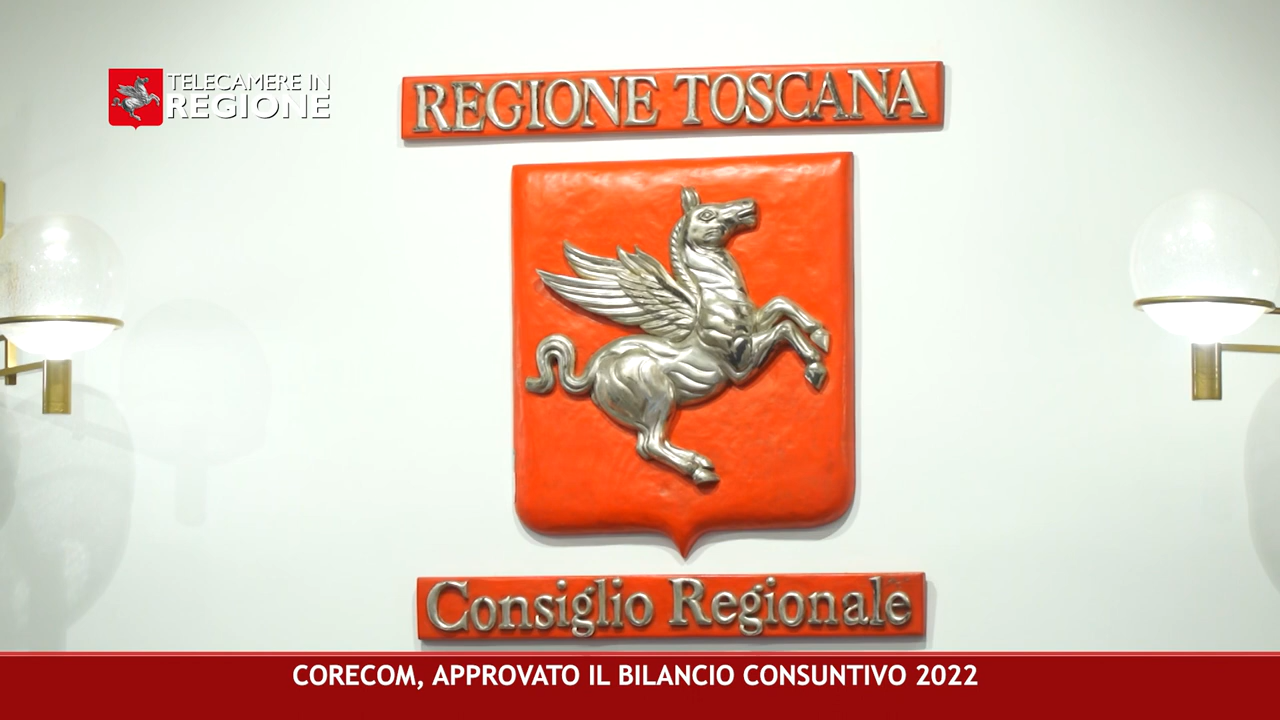 TELECAMERE IN
REGIONE
REGIONE TOSCANA
Consiglio Regionale
CORECOM, APPROVATO IL BILANCIO CONSUNTIVO 2022